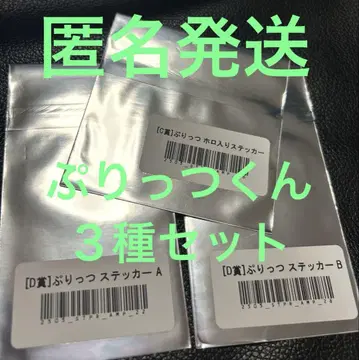 匿名発送
[C賞]ぷりっつ ホロ入りステッカー
ぷりっつくん
3種セット
[D賞]ぷりっつ ステッカー A
[D賞]ぷりっつ ステッカー B